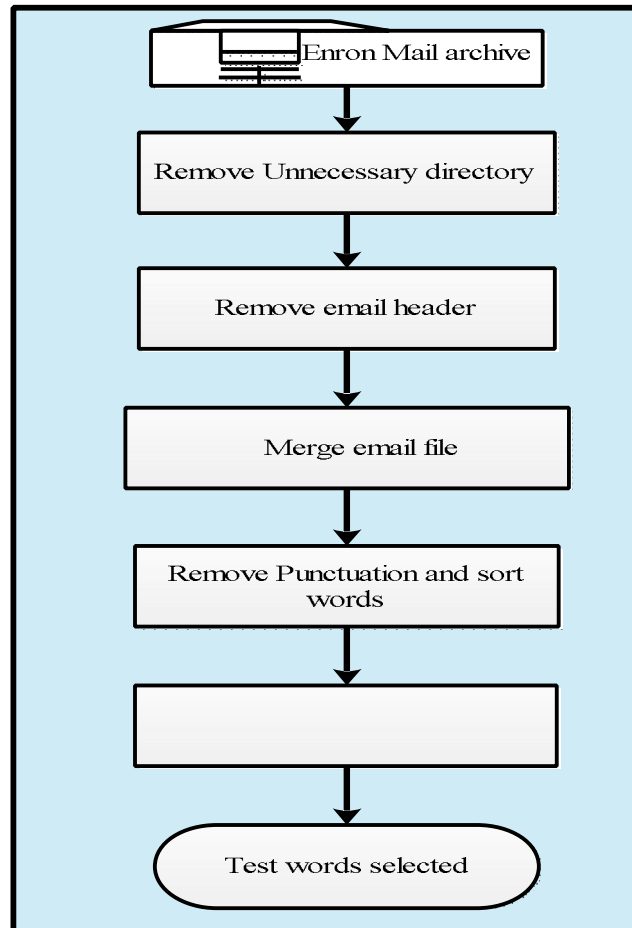 Enron Mail archive
Remove Unnecessary directory
Remove email header
Merge email file
Remove Punctuation and sort
words
Test words selected